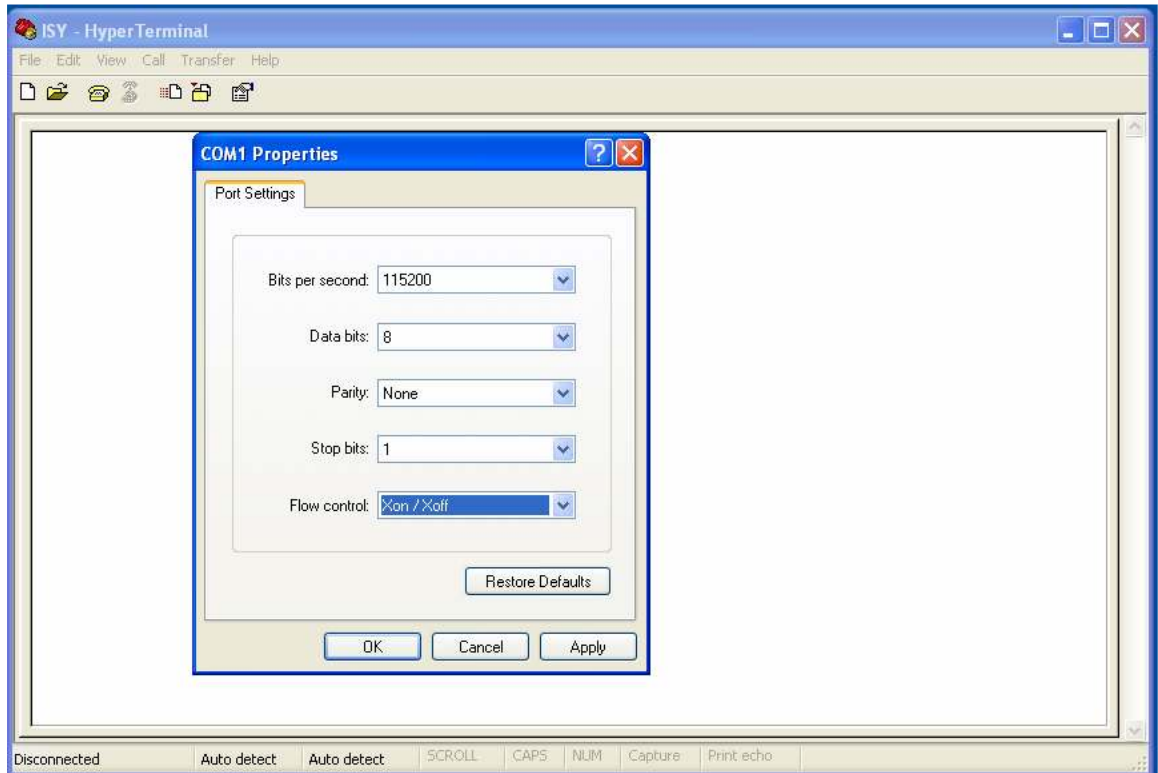 ISY - HyperTerminal
File Edit View Call Transfer Help
COM1 Properties
Port Settings
Bits per second: 115200
Data bits: 8
Parity: None
Stop bits: 1
Flow control: Xon / Xoff
Restore Defaults
OK Cancel Apply
Disconnected Auto detect Auto detect SCROLL CAPS NUM Capture Print echo